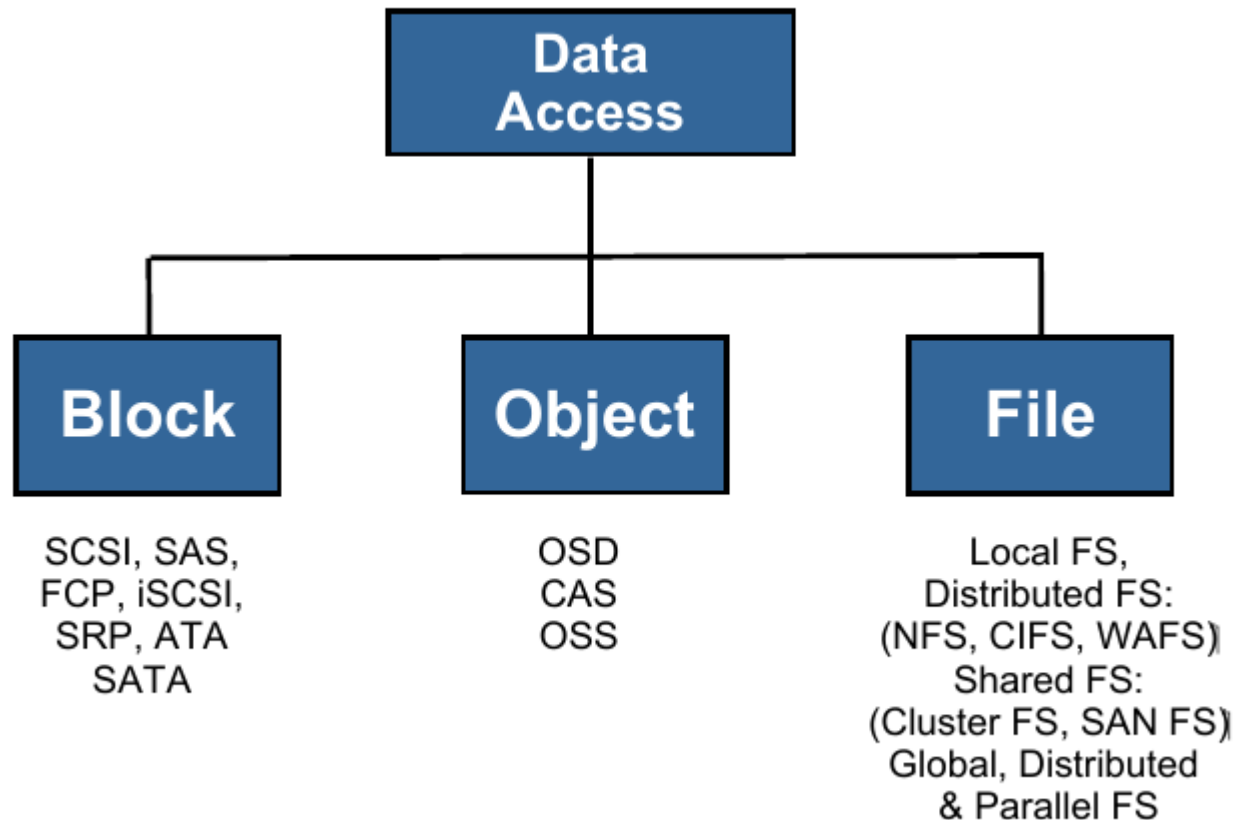 Data
Access
Block
Object
File
SCSI, SAS,
FCP, iSCSI,
SRP, ATA
SATA
OSD
CAS
OSS
Local FS,
Distributed FS:
(NFS, CIFS, WAFS)
Shared FS:
(Cluster FS, SAN FS)
Global, Distributed
& Parallel FS